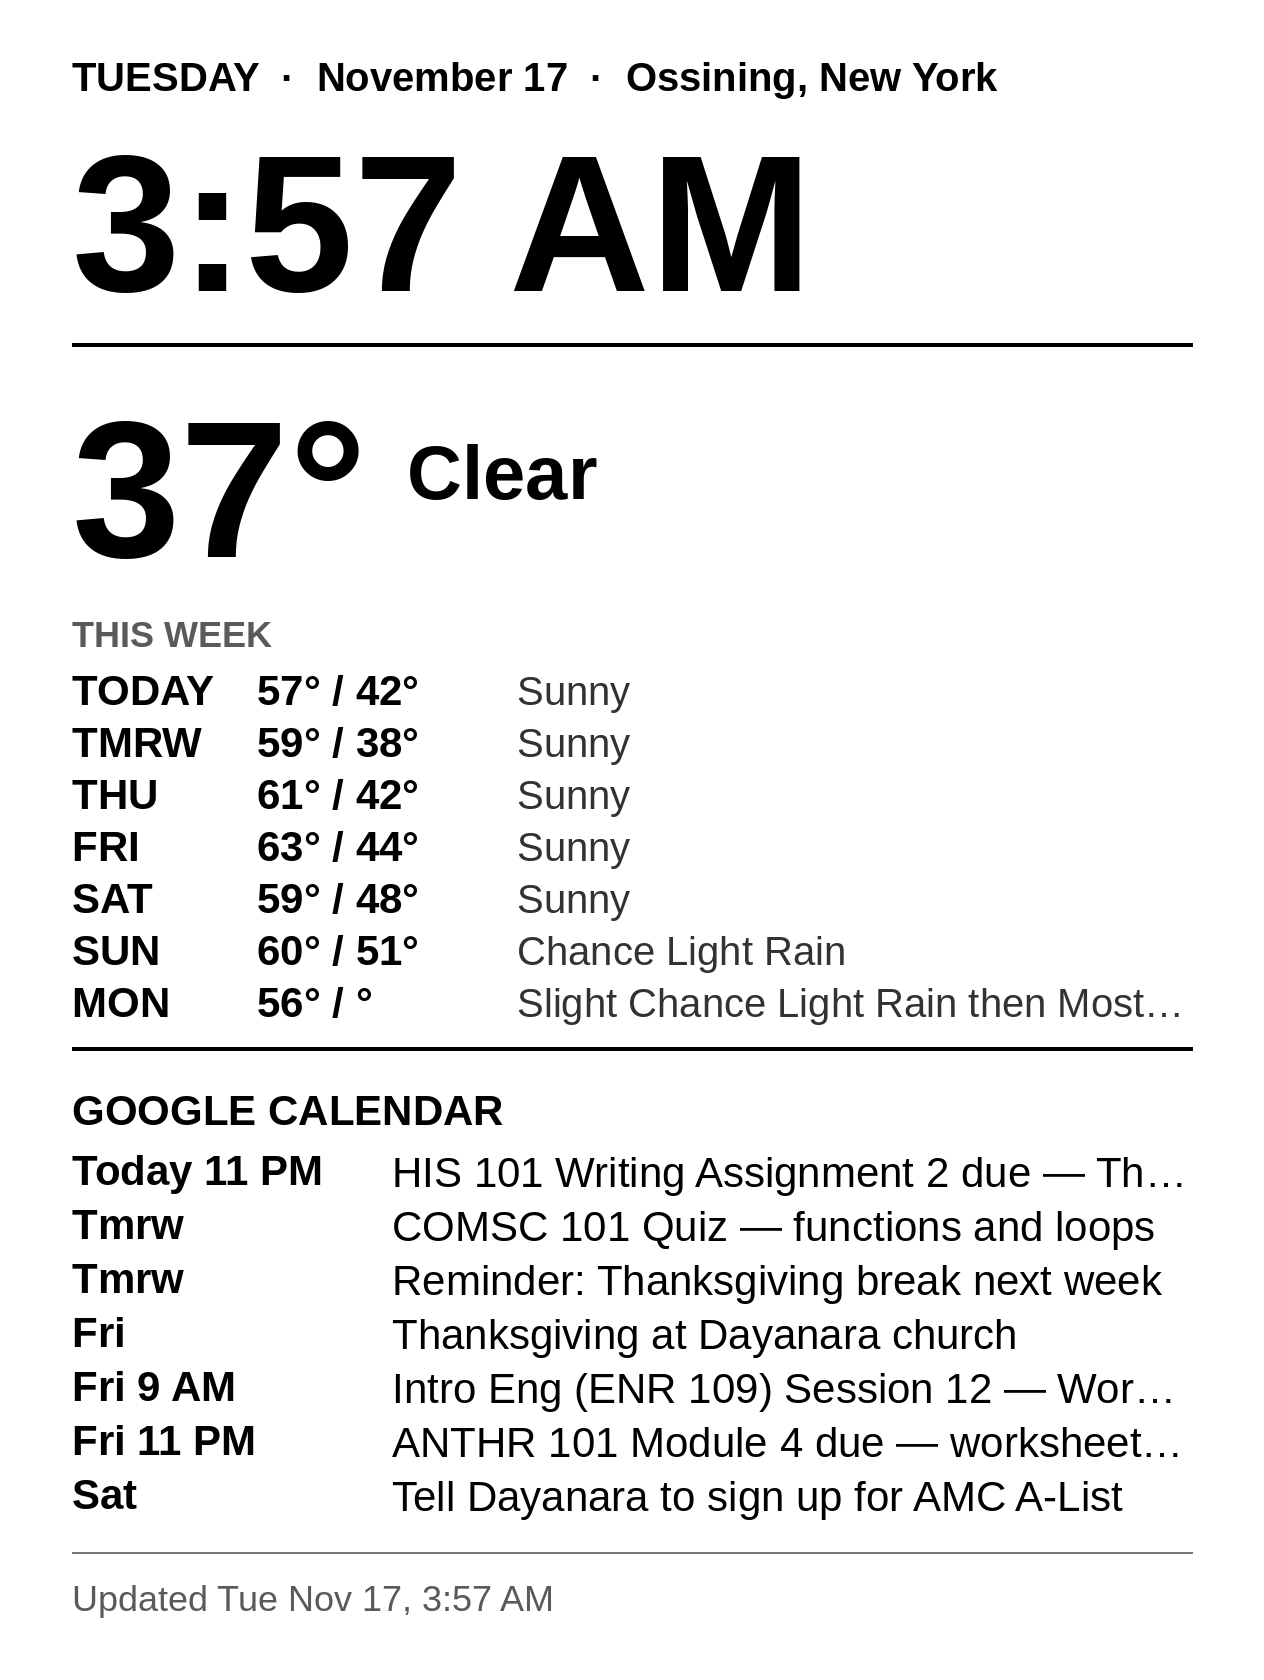 TUESDAY · November 17 · Ossining, New York
3:57 AM
37° Clear
THIS WEEK
TODAY 57° / 42° Sunny
TMRW 59° / 38° Sunny
THU 61° / 42° Sunny
FRI 63° / 44° Sunny
SAT 59° / 48° Sunny
SUN 60° / 51° Chance Light Rain
MON 56° / ° Slight Chance Light Rain then Most…
GOOGLE CALENDAR
Today 11 PM HIS 101 Writing Assignment 2 due — Th…
Tmrw COMSC 101 Quiz — functions and loops
Tmrw Reminder: Thanksgiving break next week
Fri Thanksgiving at Dayanara church
Fri 9 AM Intro Eng (ENR 109) Session 12 — Wor…
Fri 11 PM ANTHR 101 Module 4 due — worksheet…
Sat Tell Dayanara to sign up for AMC A-List
Updated Tue Nov 17, 3:57 AM